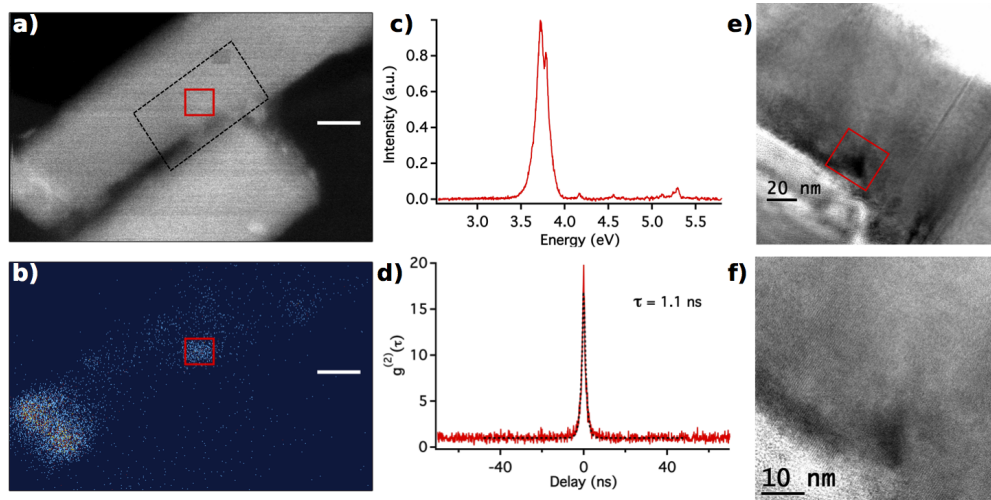 a)
b)
c)
Intensity (a.u.)
0.8
0.6
0.4
0.2
0.0
3.0 3.5 4.0 4.5 5.0 5.5
Energy (eV)
d)
20
15
10
5
0
g(2)(τ)
τ = 1.1 ns
-40 0 40
Delay (ns)
e)
20 nm
f)
10 nm